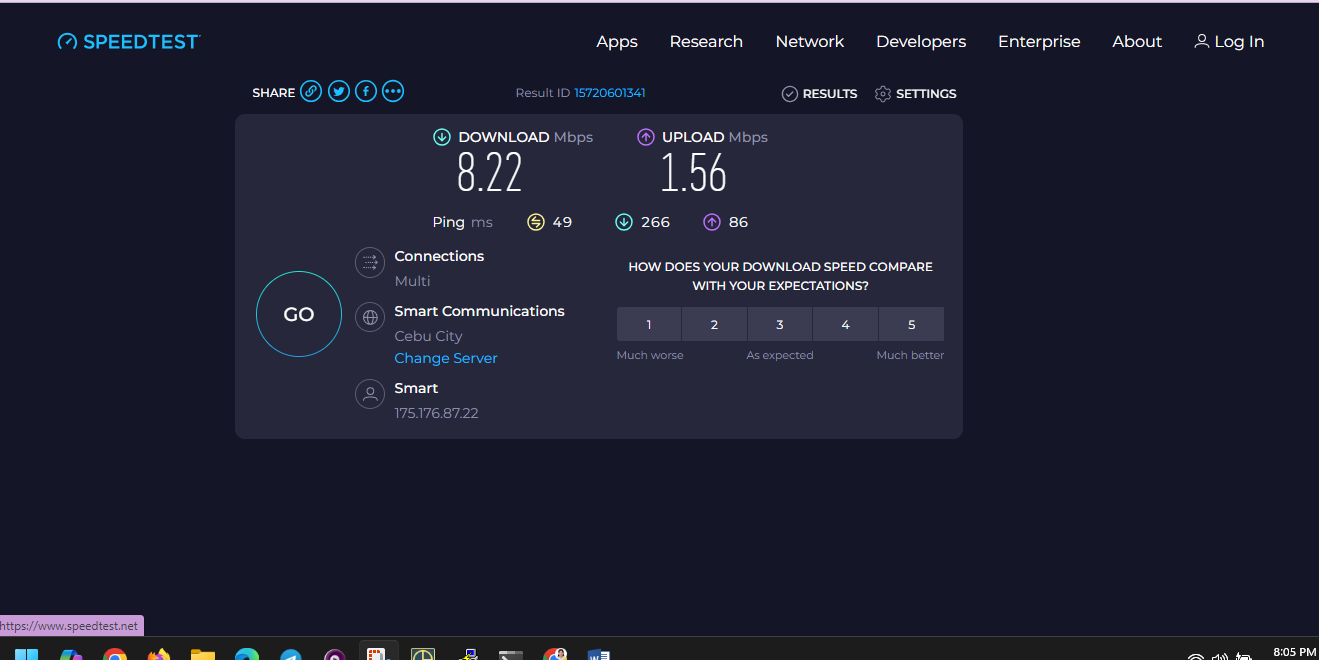 SPEEDTEST
Apps Research Network Developers Enterprise About Log In
SHARE
Result ID 15720601341
RESULTS SETTINGS
DOWNLOAD Mbps
8.22
UPLOAD Mbps
1.56
Ping ms 49 266 86
GO
Connections
Multi
Smart Communications
Cebu City
Change Server
Smart
175.176.87.22
HOW DOES YOUR DOWNLOAD SPEED COMPARE
WITH YOUR EXPECTATIONS?
1 2 3 4 5
Much worse As expected Much better
https://www.speedtest.net
8:05 PM